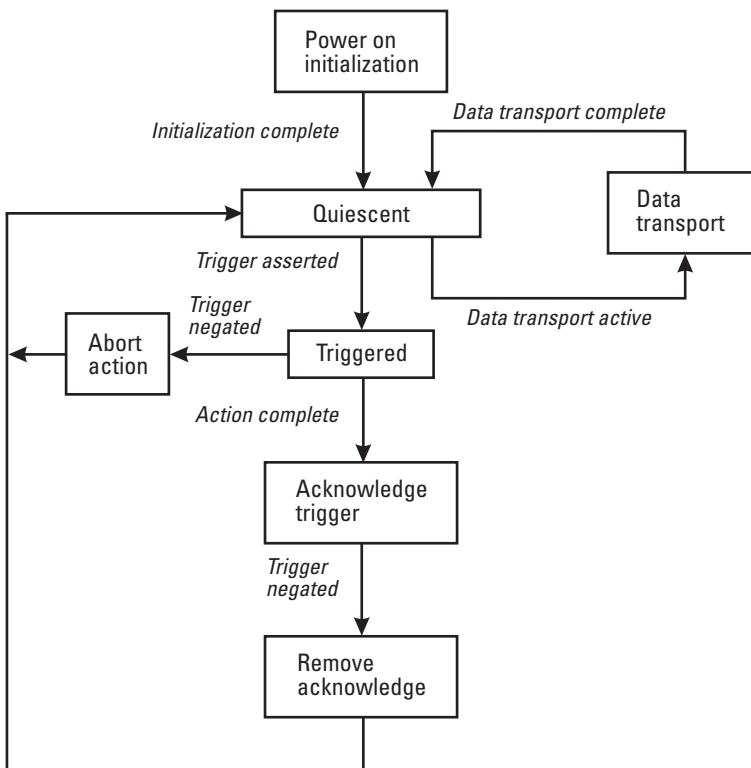 Power on
initialization
Initialization complete
Data transport complete
Quiescent
Data
transport
Trigger asserted
Data transport active
Trigger
negated
Abort
action
Triggered
Action complete
Acknowledge
trigger
Trigger
negated
Remove
acknowledge